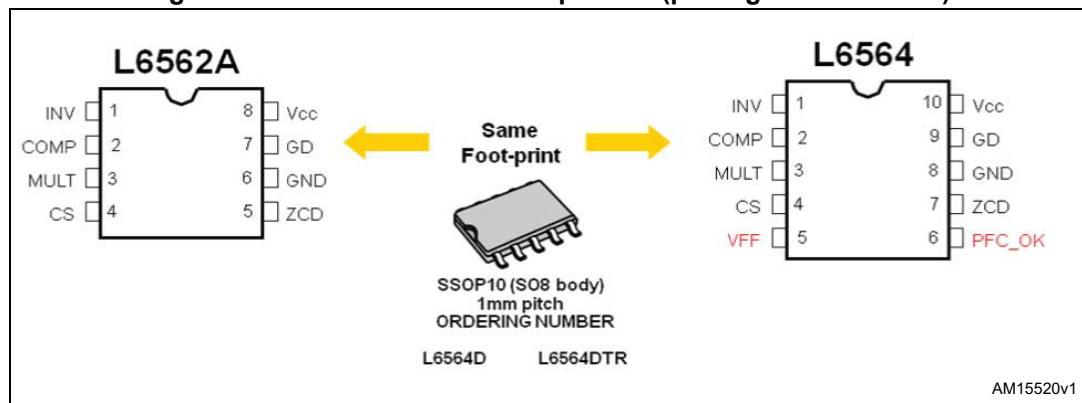 L6562A
INV 1 8 Vcc
COMP 2 7 GD
MULT 3 6 GND
CS 4 5 ZCD
Same
Foot-print
SSOP10 (SO8 body)
1mm pitch
ORDERING NUMBER
L6564D L6564DTR
L6564
INV 1 10 Vcc
COMP 2 9 GD
MULT 3 8 GND
CS 4 7 ZCD
VFF 5 6 PFC_OK
AM15520v1